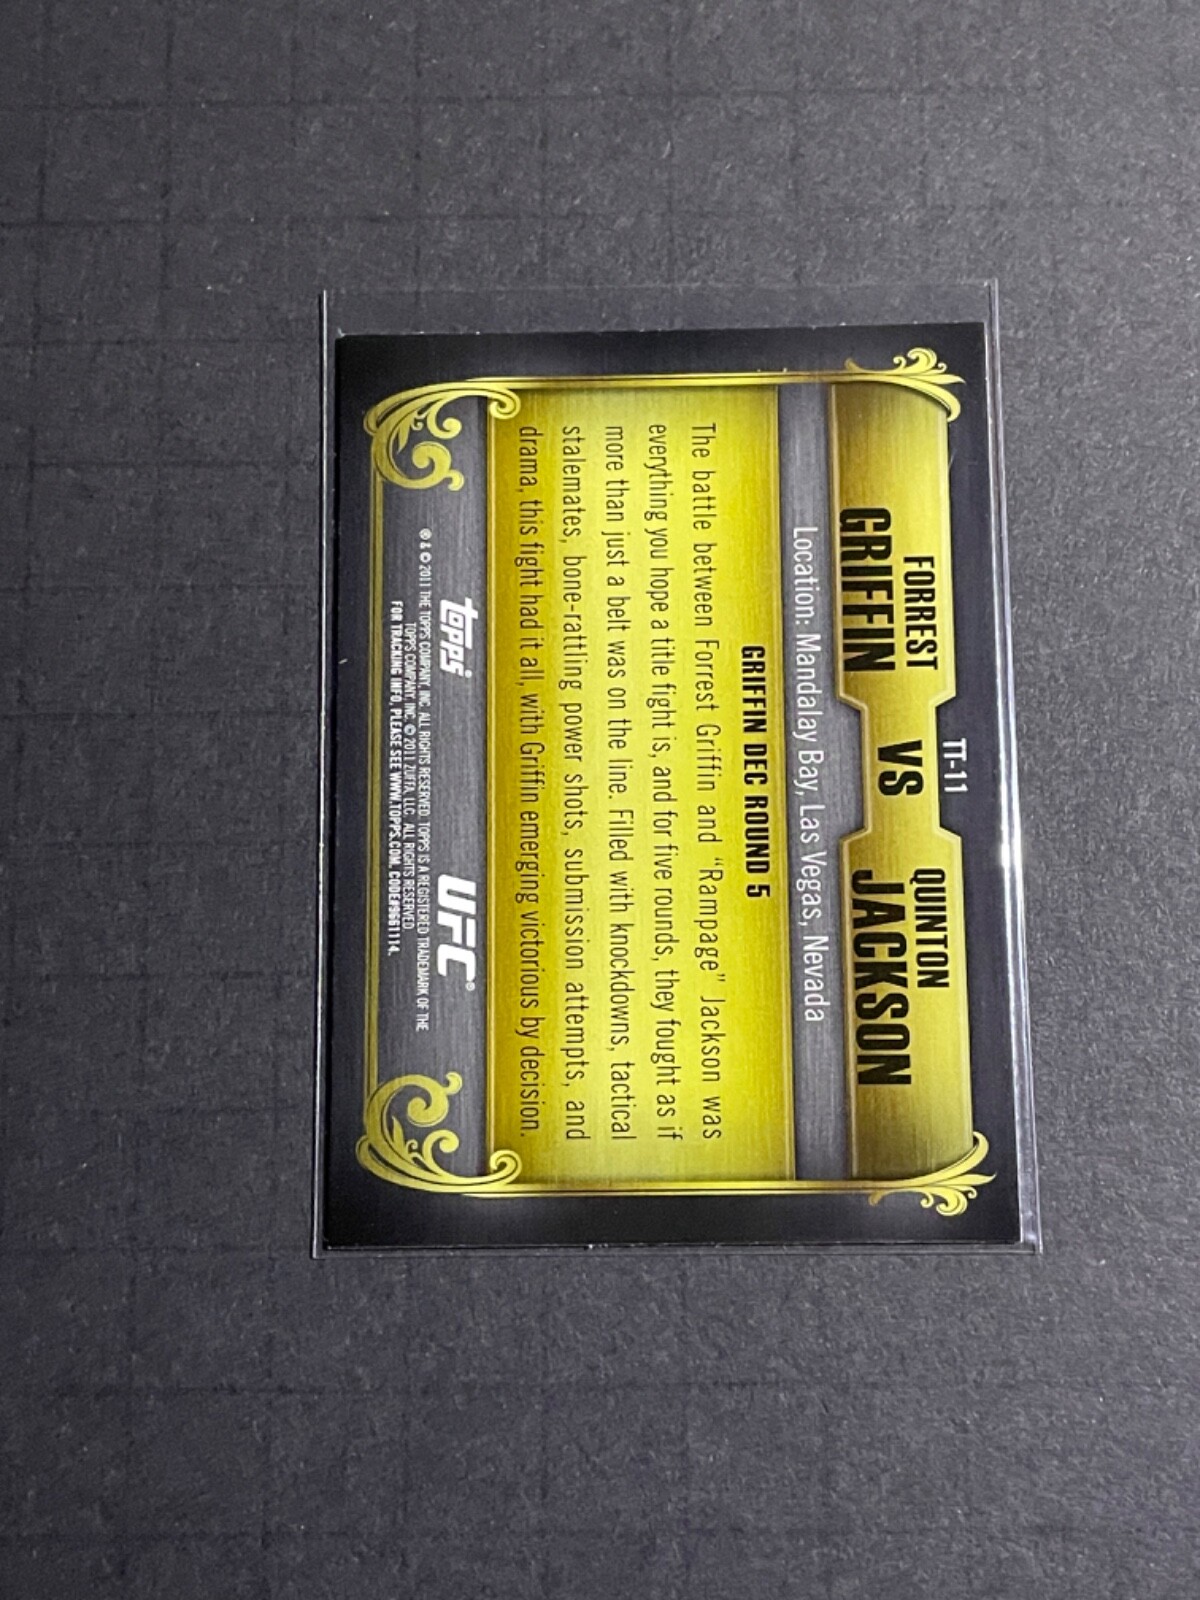 TT-11
FORREST
GRIFFIN
VS
QUINTON
JACKSON
Location: Mandalay Bay, Las Vegas, Nevada
GRIFFIN DEC ROUND 5
The battle between Forrest Griffin and “Rampage” Jackson was
everything you hope a title fight is, and for five rounds, they fought as if
more than just a belt was on the line. Filled with knockdowns, tactical
stalemates, bone-rattling power shots, submission attempts, and
drama, this fight had it all, with Griffin emerging victorious by decision.
topps
UFC®
® & © 2011 THE TOPPS COMPANY, INC. ALL RIGHTS RESERVED. TOPPS IS A REGISTERED TRADEMARK OF THE
TOPPS COMPANY, INC. © 2011 ZUFFA, LLC. ALL RIGHTS RESERVED.
FOR TRACKING INFO, PLEASE SEE WWW.TOPPS.COM. CODE#9661114.